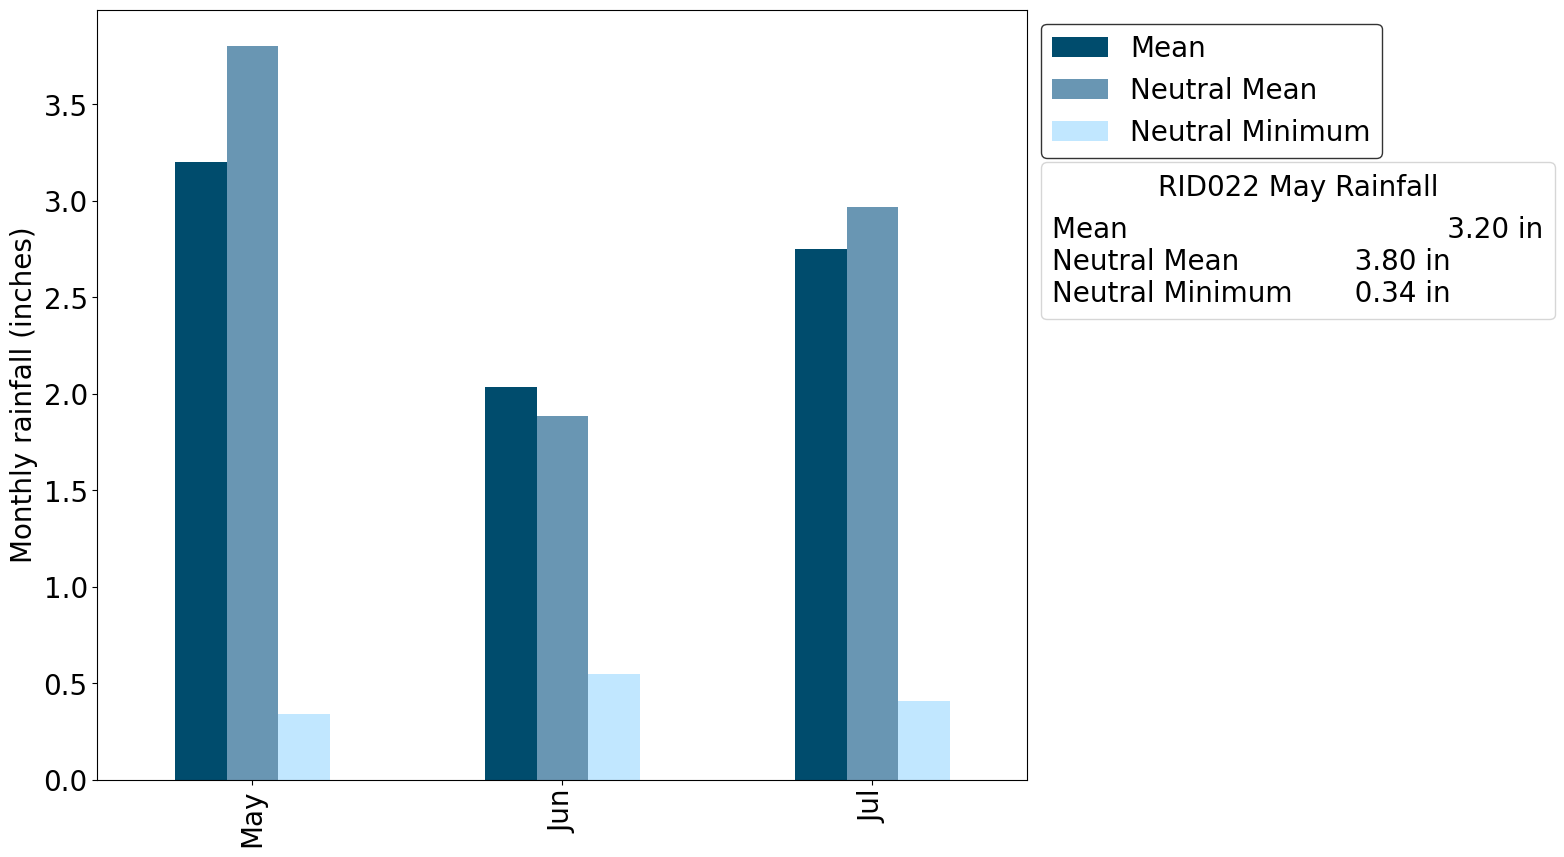 Monthly rainfall (inches)
3.5
3.0
2.5
2.0
1.5
1.0
0.5
0.0
May
Jun
Jul
Mean
Neutral Mean
Neutral Minimum
RID022 May Rainfall
Mean 3.20 in
Neutral Mean 3.80 in
Neutral Minimum 0.34 in